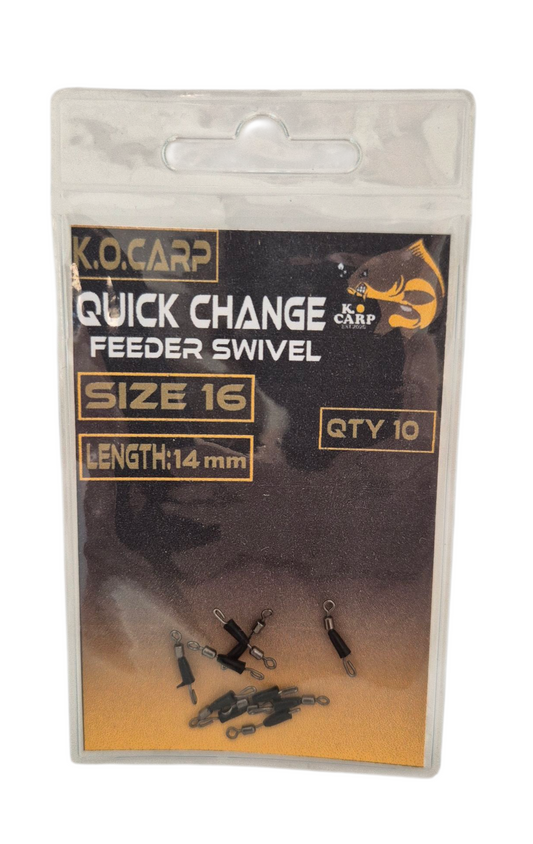 K.O.CARP
QUICK CHANGE
FEEDER SWIVEL
K.O
CARP
SIZE 16
QTY 10
LENGTH:14 mm